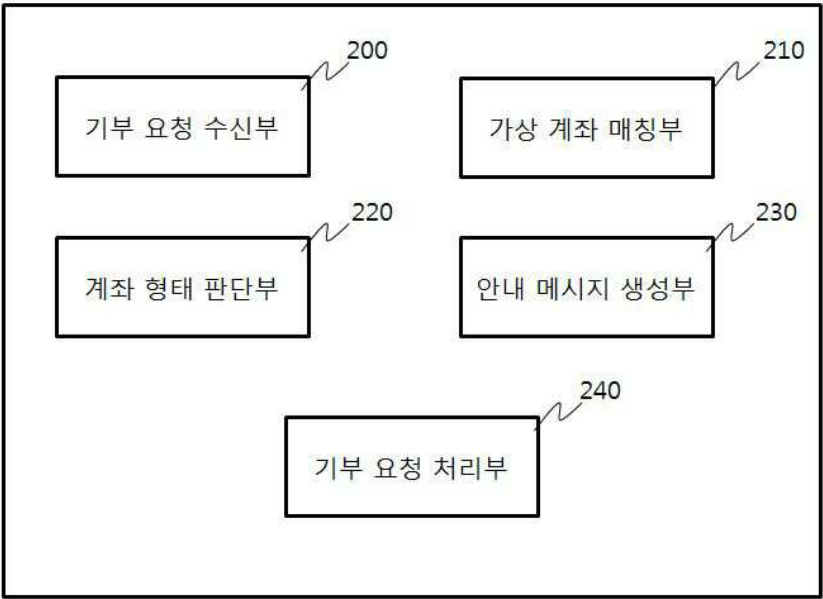 200
기부 요청 수신부
210
가상 계좌 매칭부
220
계좌 형태 판단부
230
안내 메시지 생성부
240
기부 요청 처리부